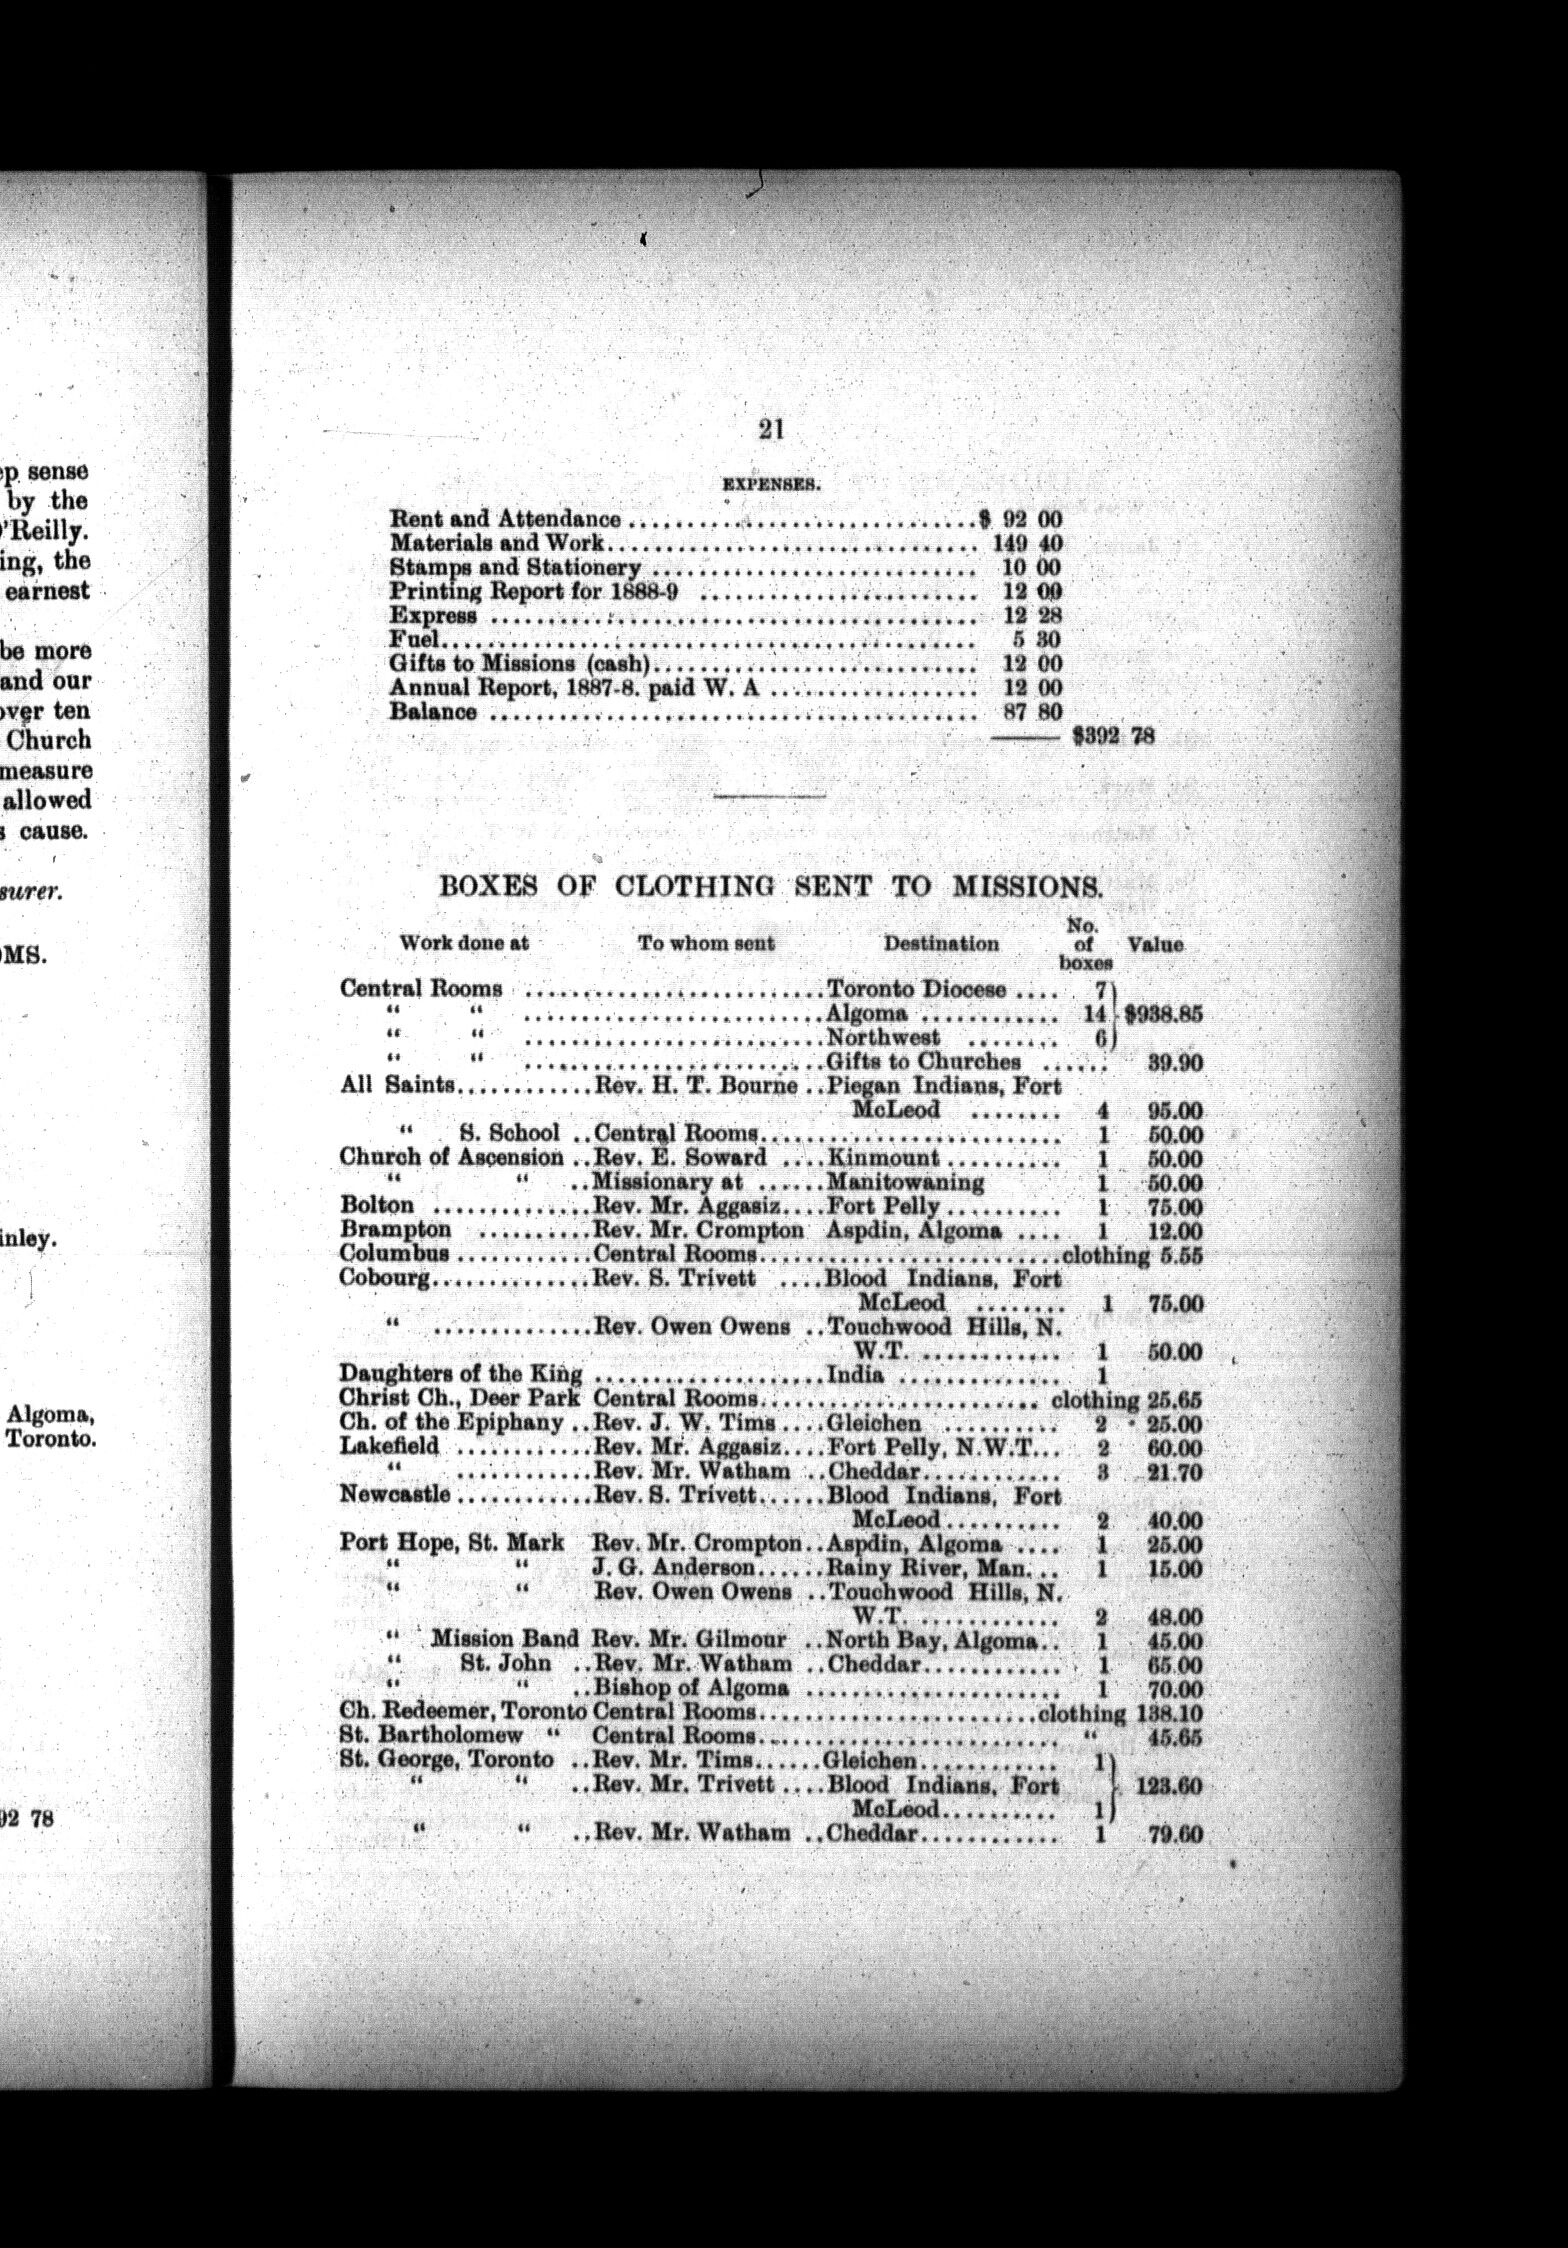 ep sense
by the
O'Reilly.
ing, the
earnest
be more
and our
over ten
Church
measure
allowed
s cause.
surer.
OMS.
inley.
Algoma,
Toronto.
92 78
21
EXPENSES.
Rent and Attendance ..............................$ 92 00
Materials and Work................................ 149 40
Stamps and Stationery ............................ 10 00
Printing Report for 1888-9 ........................ 12 00
Express .......................................... 12 28
Fuel.............................................. 5 30
Gifts to Missions (cash)............................ 12 00
Annual Report, 1887-8. paid W. A .................. 12 00
Balance .......................................... 87 80
$392 78
BOXES OF CLOTHING SENT TO MISSIONS.
Work done at To whom sent Destination No. of boxes Value
Central Rooms ..........................Toronto Diocese .... 7
“ “ ..........................Algoma ............ 14 $938.85
“ “ ..........................Northwest ........ 6
“ “ ..........................Gifts to Churches ...... 39.90
All Saints............Rev. H. T. Bourne ..Piegan Indians, Fort
McLeod ........ 4 95.00
“ S. School ..Central Rooms.......................... 1 50.00
Church of Ascension ..Rev. E. Soward ....Kinmount .......... 1 50.00
“ “ ..Missionary at ......Manitowaning 1 50.00
Bolton ..............Rev. Mr. Aggasiz....Fort Pelly .......... 1 75.00
Brampton ..........Rev. Mr. Crompton Aspdin, Algoma .... 1 12.00
Columbus ............Central Rooms..........................clothing 5.55
Cobourg..............Rev. S. Trivett ....Blood Indians, Fort
McLeod ........ 1 75.00
“ ..............Rev. Owen Owens ..Touchwood Hills, N.
W.T. ............ 1 50.00
Daughters of the King ....................India .............. 1
Christ Ch., Deer Park Central Rooms........................ clothing 25.65
Ch. of the Epiphany ..Rev. J. W. Tims ....Gleichen .......... 2 25.00
Lakefield ............Rev. Mr. Aggasiz....Fort Pelly, N.W.T... 2 60.00
“ ............Rev. Mr. Watham ..Cheddar............ 3 21.70
Newcastle ............Rev. S. Trivett......Blood Indians, Fort
McLeod.......... 2 40.00
Port Hope, St. Mark Rev. Mr. Crompton..Aspdin, Algoma .... 1 25.00
“ “ J. G. Anderson......Rainy River, Man. .. 1 15.00
“ “ Rev. Owen Owens ..Touchwood Hills, N.
W.T. ............ 2 48.00
“ Mission Band Rev. Mr. Gilmour ..North Bay, Algoma.. 1 45.00
“ St. John ..Rev. Mr. Watham ..Cheddar............ 1 65.00
“ “ ..Bishop of Algoma ...................... 1 70.00
Ch. Redeemer, Toronto Central Rooms........................clothing 138.10
St. Bartholomew “ Central Rooms.......................... “ 45.65
St. George, Toronto ..Rev. Mr. Tims......Gleichen............ 1
“ “ ..Rev. Mr. Trivett ....Blood Indians, Fort 123.60
McLeod.......... 1
“ “ ..Rev. Mr. Watham ..Cheddar............ 1 79.60